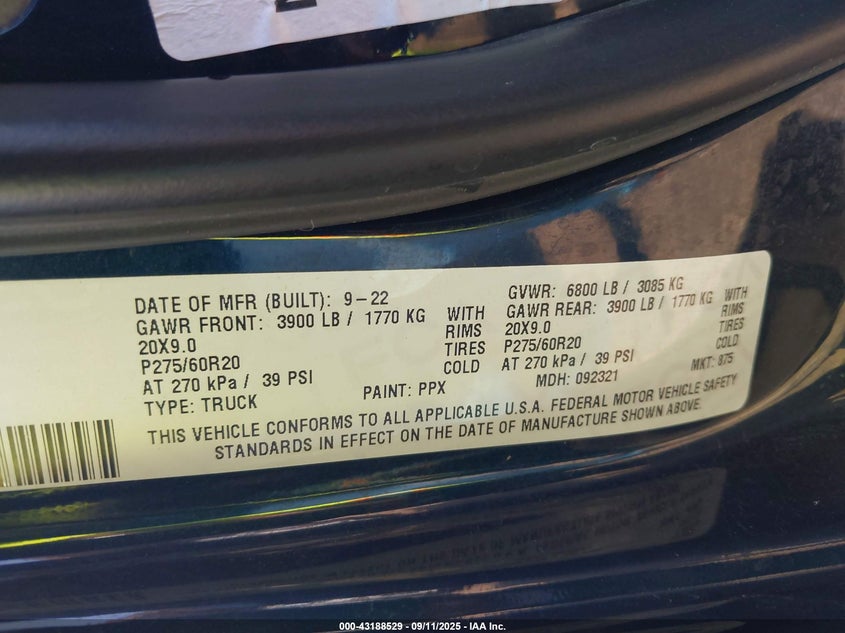 DATE OF MFR (BUILT): 9-22 GVWR: 6800 LB / 3085 KG
GAWR FRONT: 3900 LB / 1770 KG WITH GAWR REAR: 3900 LB / 1770 KG WITH
20X9.0 RIMS 20X9.0 RIMS
P275/60R20 TIRES P275/60R20 TIRES
AT 270 kPa / 39 PSI COLD AT 270 kPa / 39 PSI COLD
TYPE: TRUCK PAINT: PPX MDH: 092321 MKT: 875
THIS VEHICLE CONFORMS TO ALL APPLICABLE U.S.A. FEDERAL MOTOR VEHICLE SAFETY
STANDARDS IN EFFECT ON THE DATE OF MANUFACTURE SHOWN ABOVE.
000-43188529 - 09/11/2025 - IAA Inc.